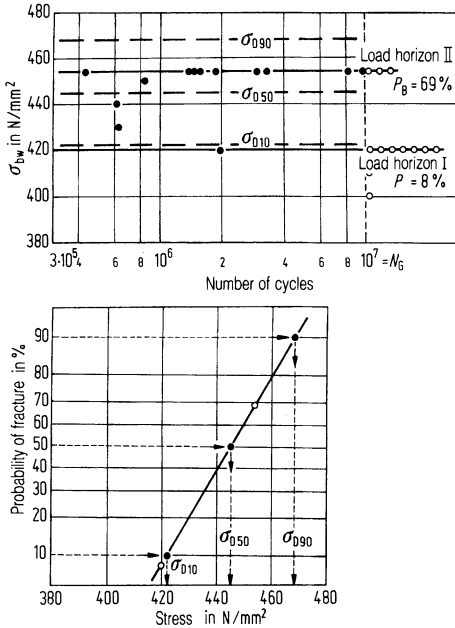 480
460
440
420
400
380
σbw in N/mm²
σD90
σD50
σD10
Load horizon II
PB = 69%
Load horizon I
P = 8%
3·10⁵ 4 6 8 10⁶ 2 4 6 8 10⁷ = NG
Number of cycles
90
80
70
60
50
40
30
20
10
Probability of fracture in %
σD10
σD50
σD90
380 400 420 440 460 480
Stress in N/mm²